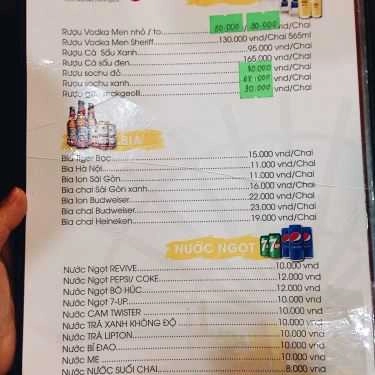 Rượu Vodka Men nhỏ / to 50.000 / 80.000/Chai
Rượu Vodka Men Sheriff 130.000 vnd/Chai 565ml
Rượu Cá Sấu Xanh 95.000 vnd/Chai
Rượu Cá sấu đen 165.000 vnd/Chai
Rượu sochu đỏ vnd/Chai
Rượu sochu xanh vnd/Chai
Rượu makgeolli 80.000 vnd/Chai
BIA
Bia Tiger Bạc 15.000 vnd/Chai
Bia Hà Nội 11.000 vnd/Chai
Bia lon Sài Gòn 11.000 vnd/Chai
Bia chai Sài Gòn xanh 16.000 vnd/Chai
Bia lon Budweiser 22.000 vnd/Chai
Bia chai Budweiser 23.000 vnd/Chai
Bia chai Heineken 19.000 vnd/Chai
NƯỚC NGỌT
Nước Ngọt REVIVE 10.000 vnd
Nước Ngọt PEPSI/ COKE 12.000 vnd
Nước Ngọt BÒ HÚC 12.000 vnd
Nước Ngọt 7-UP 10.000 vnd
Nước CAM TWISTER 10.000 vnd
Nước TRÀ XANH KHÔNG ĐỘ 10.000 vnd
Nước TRÀ LIPTON 10.000 vnd
Nước BÍ ĐAO 10.000 vnd
Nước ME 10.000 vnd
Nước NƯỚC SUỐI CHAI 8.000 vnd